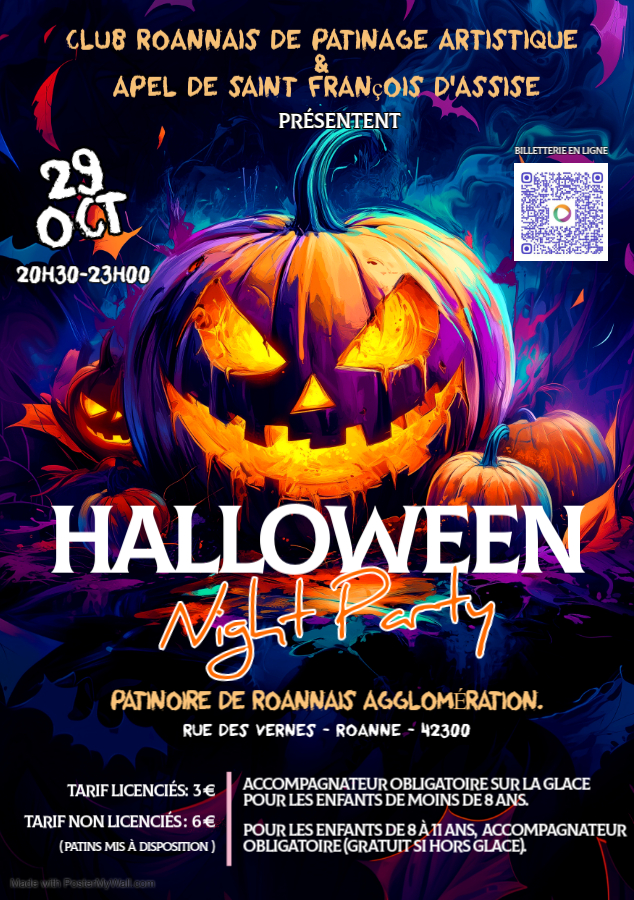 CLUB ROANNAIS DE PATINAGE ARTISTIQUE
&
APEL DE SAINT FRANçOIS D'ASSISE
PRÉSENTENT
BILLETTERIE EN LIGNE
29
OCT
20H30-23H00
HALLOWEEN
Night Party
PATINOIRE DE ROANNAIS AGGLOMÉRATION.
RUE DES VERNES - ROANNE - 42300
TARIF LICENCIÉS: 3 €
TARIF NON LICENCIÉS : 6 €
( PATINS MIS À DISPOSITION )
ACCOMPAGNATEUR OBLIGATOIRE SUR LA GLACE
POUR LES ENFANTS DE MOINS DE 8 ANS.
POUR LES ENFANTS DE 8 À 11 ANS, ACCOMPAGNATEUR
OBLIGATOIRE (GRATUIT SI HORS GLACE).
Made with PosterMyWall.com